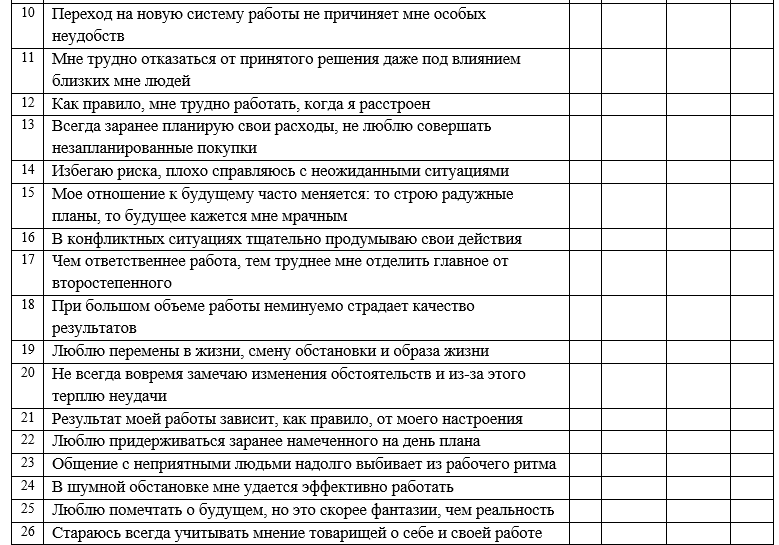 10 Переход на новую систему работы не причиняет мне особых
неудобств
11 Мне трудно отказаться от принятого решения даже под влиянием
близких мне людей
12 Как правило, мне трудно работать, когда я расстроен
13 Всегда заранее планирую свои расходы, не люблю совершать
незапланированные покупки
14 Избегаю риска, плохо справляюсь с неожиданными ситуациями
15 Мое отношение к будущему часто меняется: то строю радужные
планы, то будущее кажется мне мрачным
16 В конфликтных ситуациях тщательно продумываю свои действия
17 Чем ответственнее работа, тем труднее мне отделить главное от
второстепенного
18 При большом объеме работы неминуемо страдает качество
результатов
19 Люблю перемены в жизни, смену обстановки и образа жизни
20 Не всегда вовремя замечаю изменения обстоятельств и из-за этого
терплю неудачи
21 Результат моей работы зависит, как правило, от моего настроения
22 Люблю придерживаться заранее намеченного на день плана
23 Общение с неприятными людьми надолго выбивает из рабочего ритма
24 В шумной обстановке мне удается эффективно работать
25 Люблю помечтать о будущем, но это скорее фантазии, чем реальность
26 Стараюсь всегда учитывать мнение товарищей о себе и своей работе